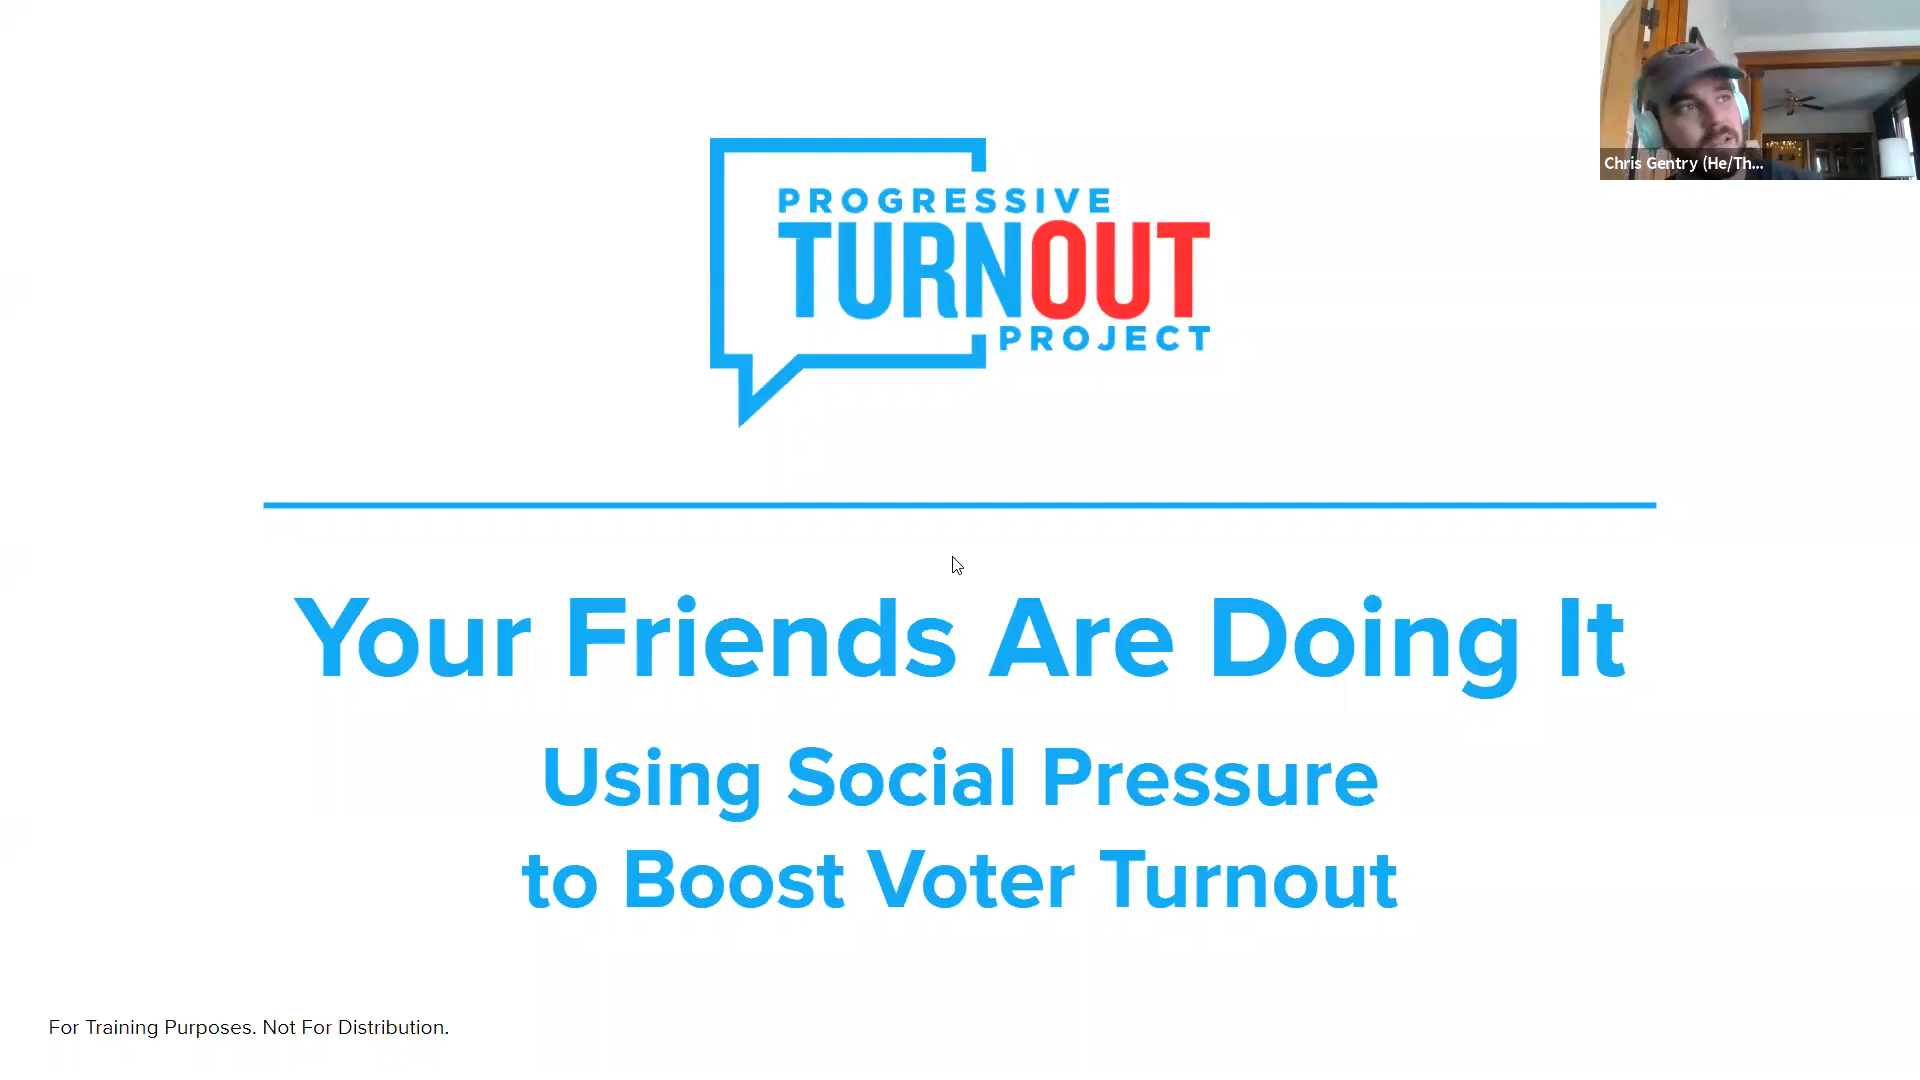 PROGRESSIVE
TURNOUT
PROJECT
Chris Gentry (He/Th...
Your Friends Are Doing It
Using Social Pressure
to Boost Voter Turnout
For Training Purposes. Not For Distribution.